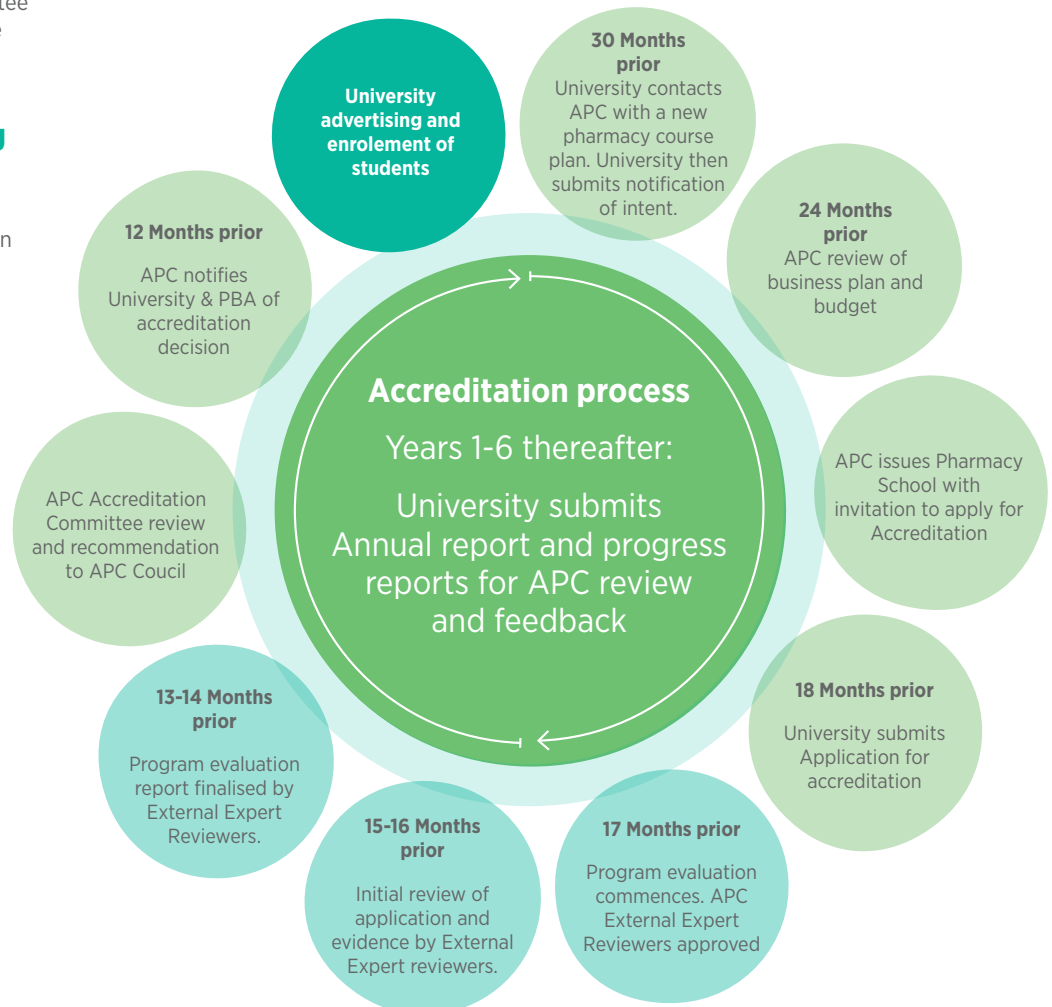 University
advertising and
enrolement of
students
30 Months
prior
University contacts
APC with a new
pharmacy course
plan. University then
submits notification
of intent.
24 Months
prior
APC review of
business plan and
budget
APC issues Pharmacy
School with
invitation to apply for
Accreditation
18 Months prior
University submits
Application for
accreditation
17 Months prior
Program evaluation
commences. APC
External Expert
Reviewers approved
15-16 Months
prior
Initial review of
application and
evidence by External
Expert reviewers.
13-14 Months
prior
Program evaluation
report finalised by
External Expert
Reviewers.
APC Accreditation
Committee review
and recommendation
to APC Coucil
12 Months prior
APC notifies
University & PBA of
accreditation
decision
Accreditation process
Years 1-6 thereafter:
University submits
Annual report and progress
reports for APC review
and feedback